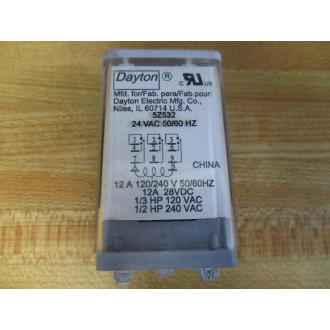 Dayton ®
c RU us
Mfd. for/Fab. para/Fab.pour:
Dayton Electric Mfg. Co.,
Niles, IL 60714 U.S.A.
5Z532
24 VAC 50/60 HZ
1 2 3
4 5 6
7 8 9
A B
CHINA
12 A 120/240 V 50/60HZ
12A 28VDC
1/3 HP 120 VAC
1/2 HP 240 VAC